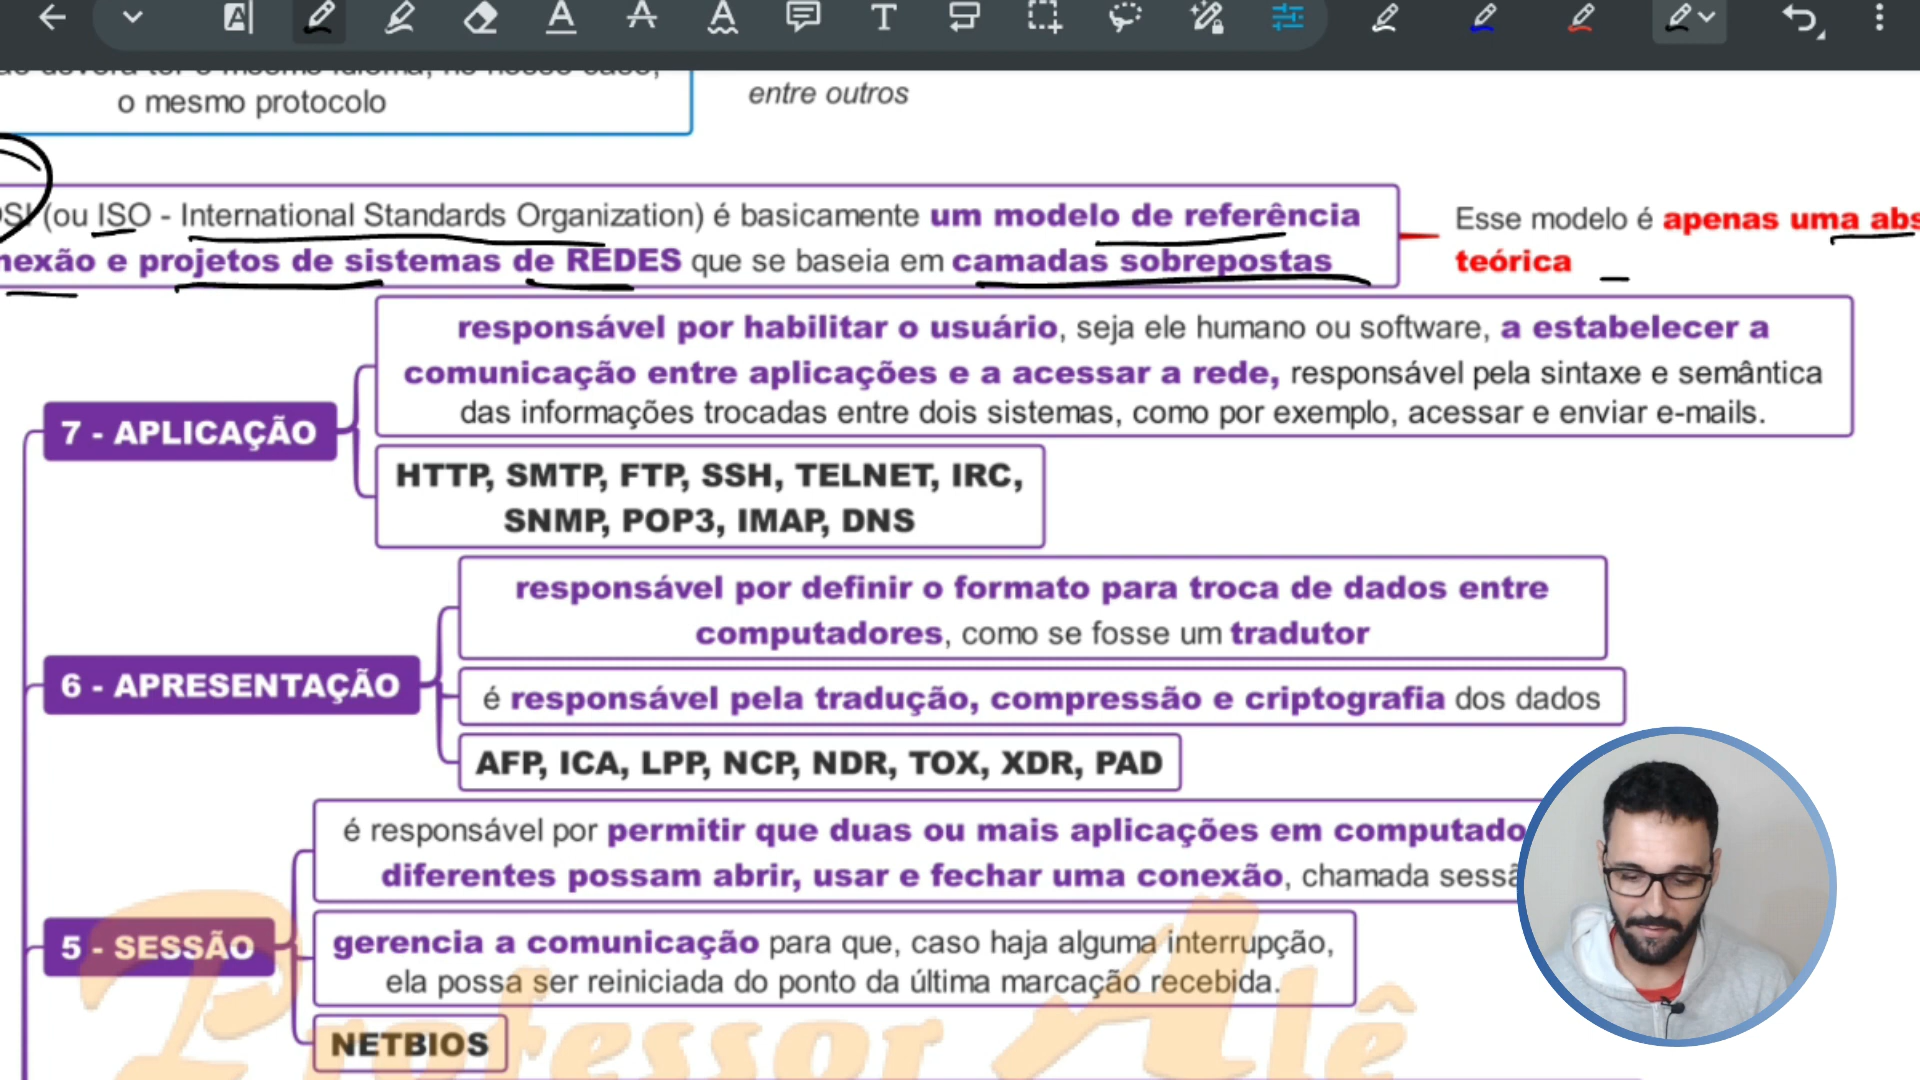 o mesmo protocolo
entre outros
(ou ISO - International Standards Organization) é basicamente um modelo de referência
e projetos de sistemas de REDES que se baseia em camadas sobrepostas
Esse modelo é apenas uma
teórica
7 - APLICAÇÃO
responsável por habilitar o usuário, seja ele humano ou software, a estabelecer a
comunicação entre aplicações e a acessar a rede, responsável pela sintaxe e semântica
das informações trocadas entre dois sistemas, como por exemplo, acessar e enviar e-mails.
HTTP, SMTP, FTP, SSH, TELNET, IRC,
SNMP, POP3, IMAP, DNS
6 - APRESENTAÇÃO
responsável por definir o formato para troca de dados entre
computadores, como se fosse um tradutor
é responsável pela tradução, compressão e criptografia dos dados
AFP, ICA, LPP, NCP, NDR, TOX, XDR, PAD
5 - SESSÃO
é responsável por permitir que duas ou mais aplicações em
diferentes possam abrir, usar e fechar uma conexão, chamada
gerencia a comunicação para que, caso haja alguma interrupção,
ela possa ser reiniciada do ponto da última marcação recebida.
NETBIOS
Professor Alê